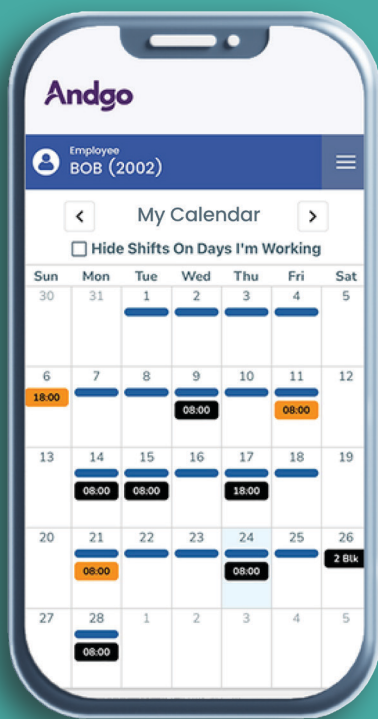 Andgo
Employee
BOB (2002)
My Calendar
Hide Shifts On Days I'm Working
Sun Mon Tue Wed Thu Fri Sat
30 31 1 2 3 4 5
6 7 8 9 10 11 12
18:00 08:00 08:00
13 14 15 16 17 18 19
08:00 08:00 18:00
20 21 22 23 24 25 26
08:00 08:00 2 Blk
27 28 1 2 3 4 5
08:00